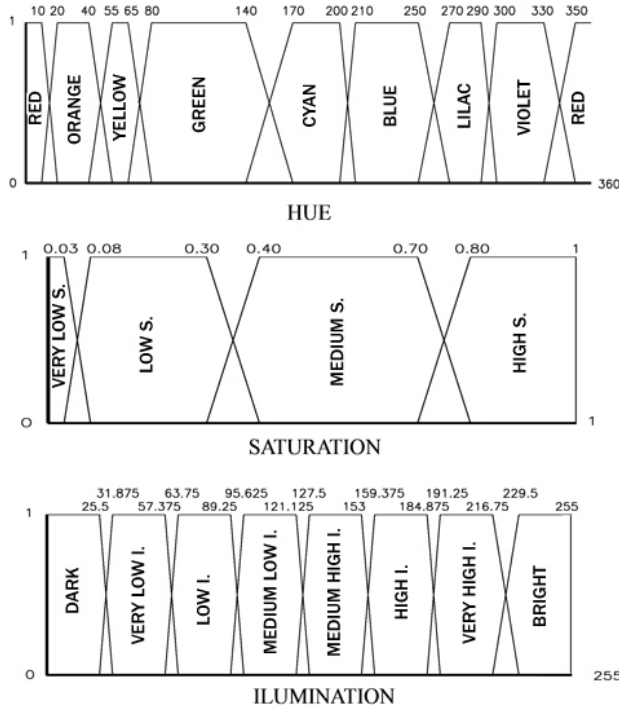 1 10 20 40 55 65 80 140 170 200 210 250 270 290 300 330 350
RED ORANGE YELLOW GREEN CYAN BLUE LILAC VIOLET RED
0 360
HUE
1 0.03 0.08 0.30 0.40 0.70 0.80 1
VERY LOW S. LOW S. MEDIUM S. HIGH S.
0 1
SATURATION
31.875 63.75 95.625 127.5 159.375 191.25 229.5
1 25.5 57.375 89.25 121.125 153 184.875 216.75 255
DARK VERY LOW I. LOW I. MEDIUM LOW I. MEDIUM HIGH I. HIGH I. VERY HIGH I. BRIGHT
0 255
ILUMINATION